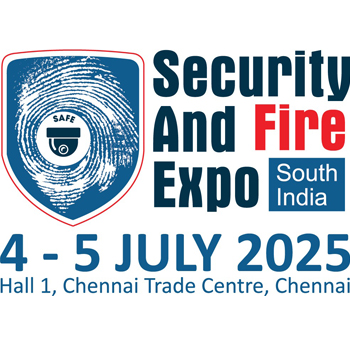 SAFE
Security
And Fire
Expo
South
India
4 - 5 JULY 2025
Hall 1, Chennai Trade Centre, Chennai